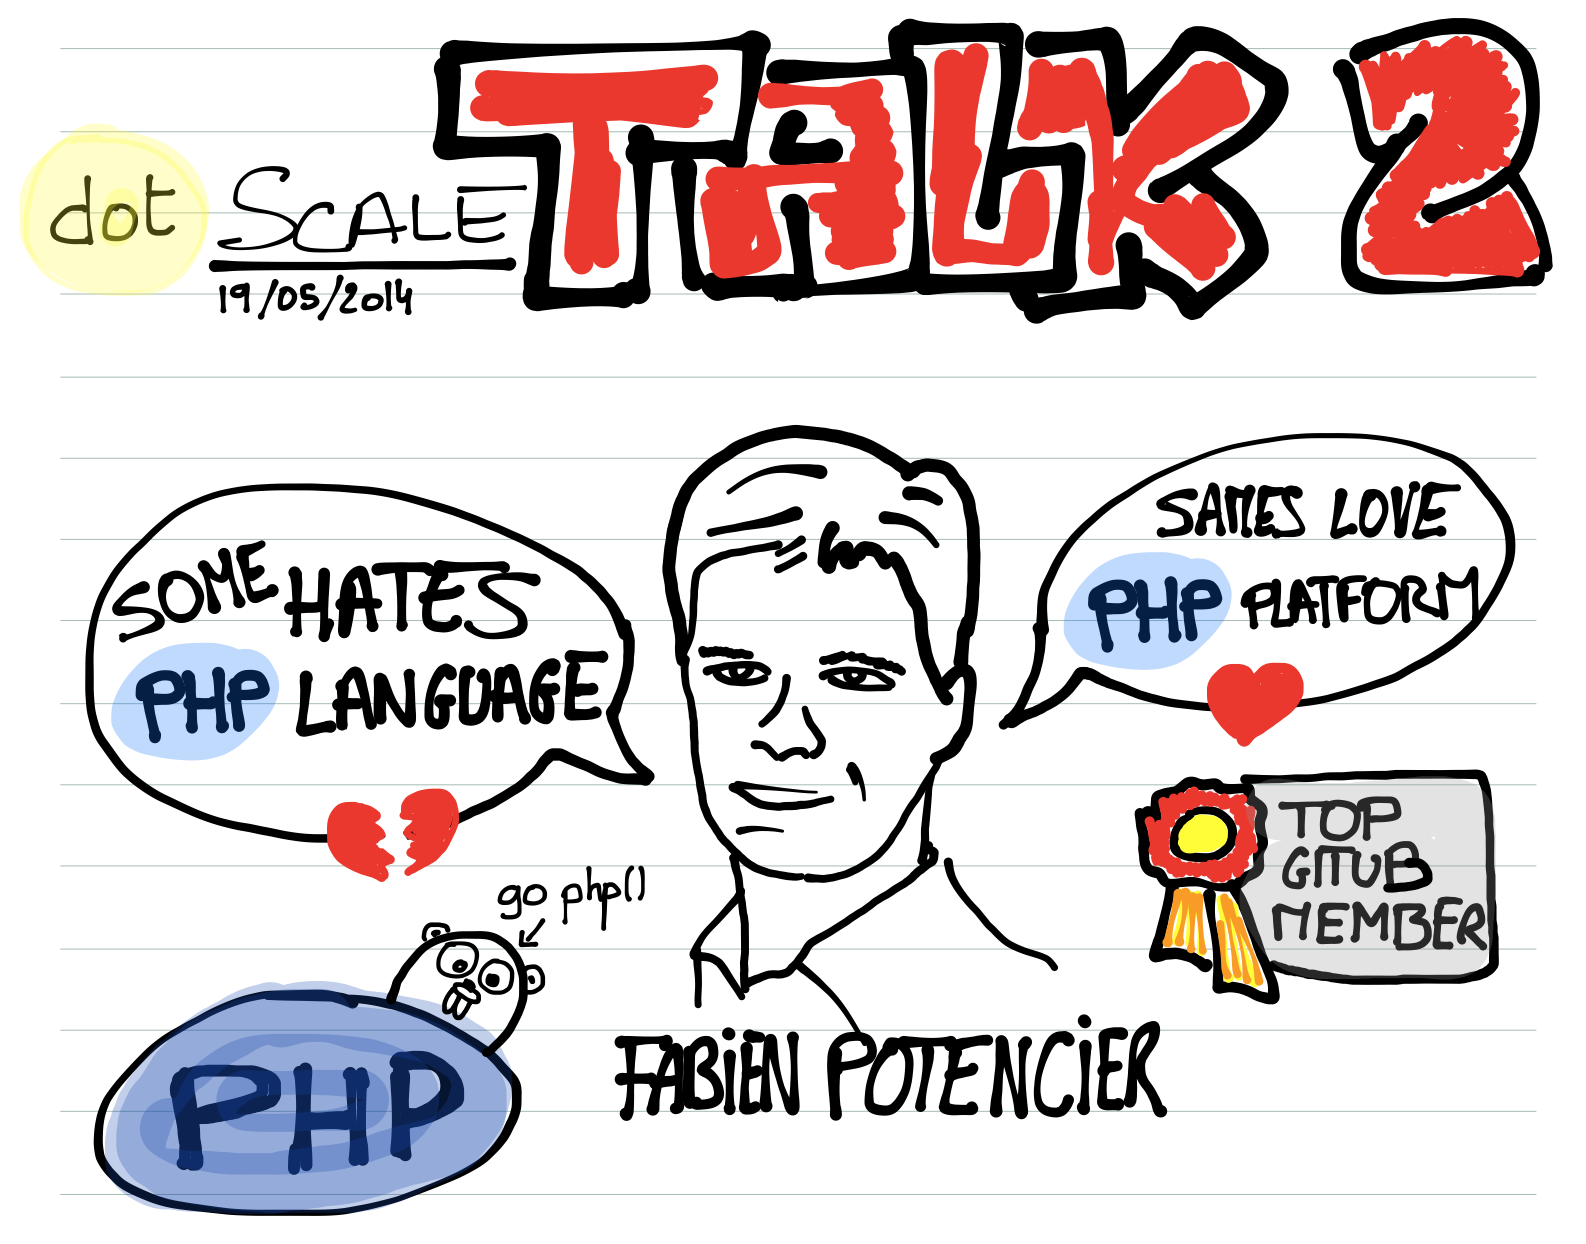 TALK 2
dot SCALE
19/05/2014
SOME HATES
PHP LANGUAGE
SAMES LOVE
PHP PLATFORM
TOP
GITUB
MEMBER
go php()
PHP
FABiEN POTENCiER